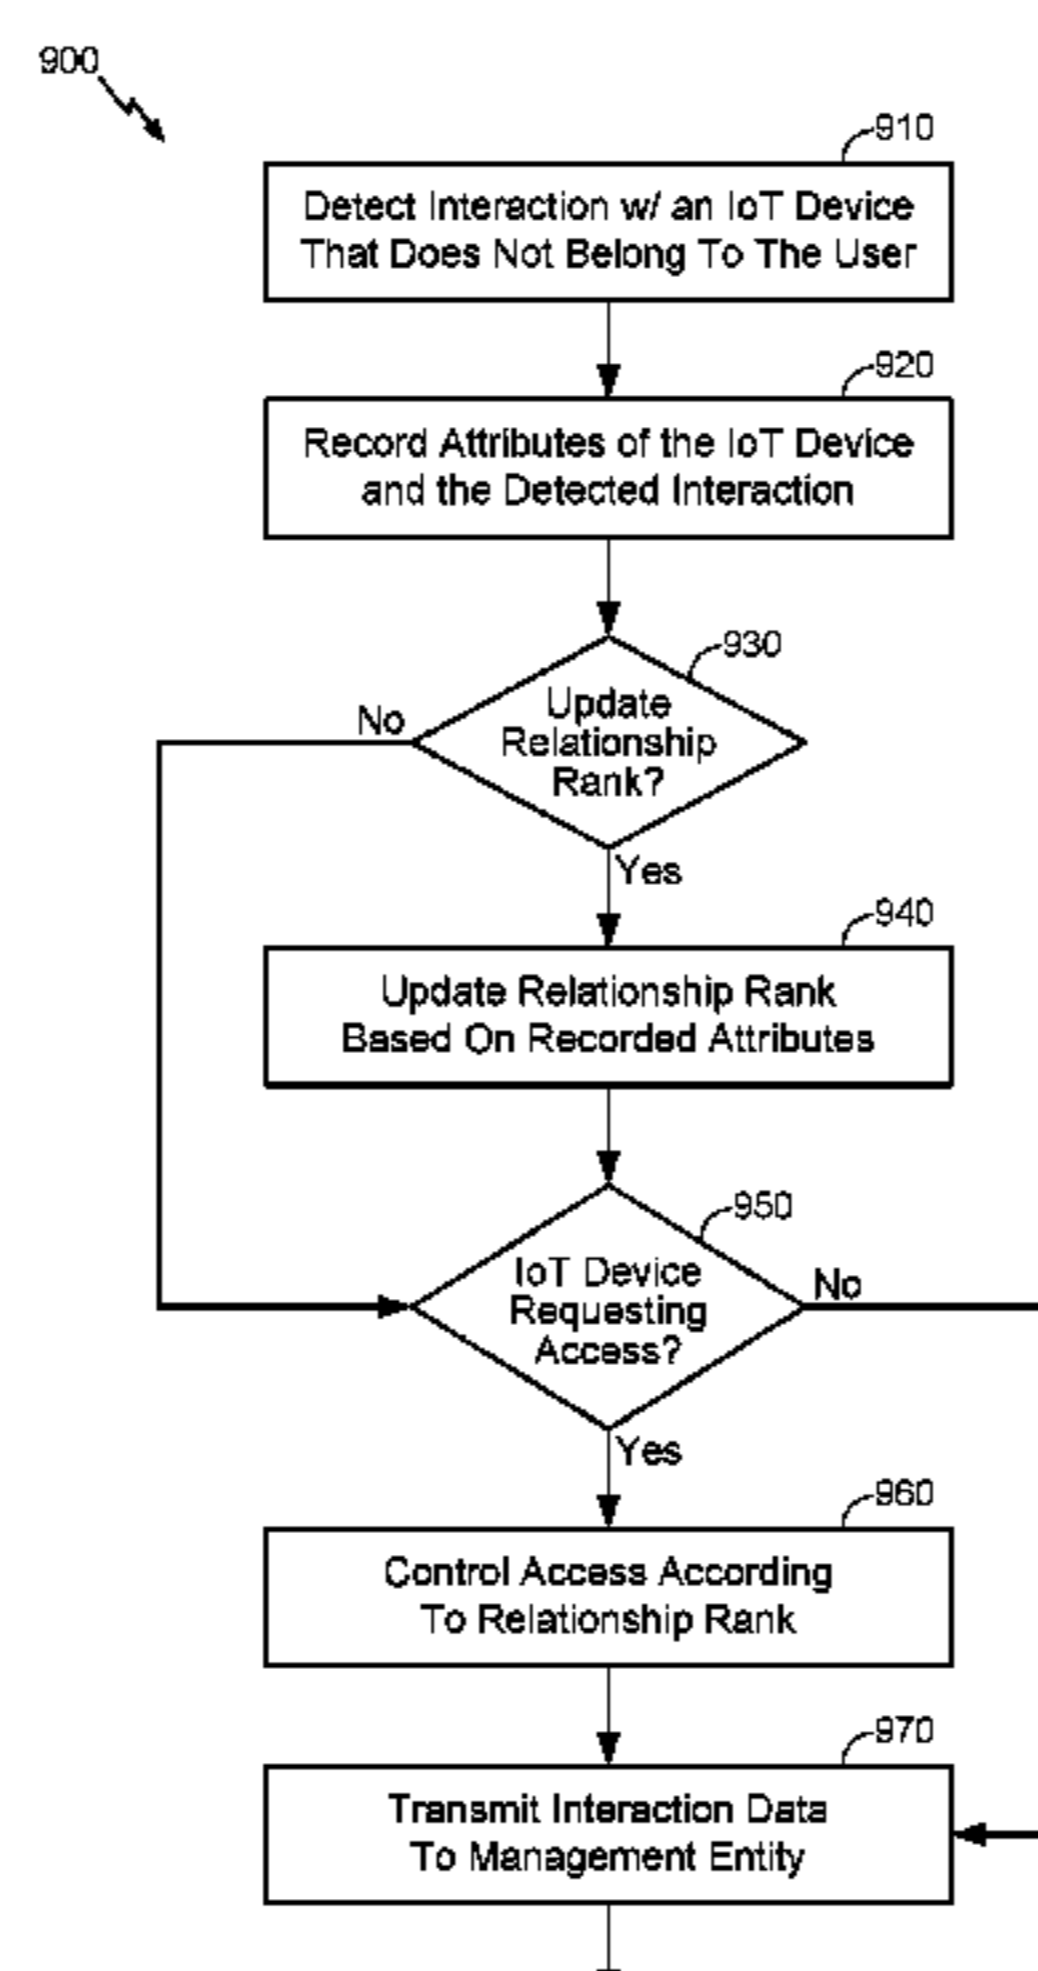 900
910
Detect Interaction w/ an IoT Device
That Does Not Belong To The User
920
Record Attributes of the IoT Device
and the Detected Interaction
930
No
Update
Relationship
Rank?
Yes
940
Update Relationship Rank
Based On Recorded Attributes
950
IoT Device
Requesting
Access?
No
Yes
960
Control Access According
To Relationship Rank
970
Transmit Interaction Data
To Management Entity